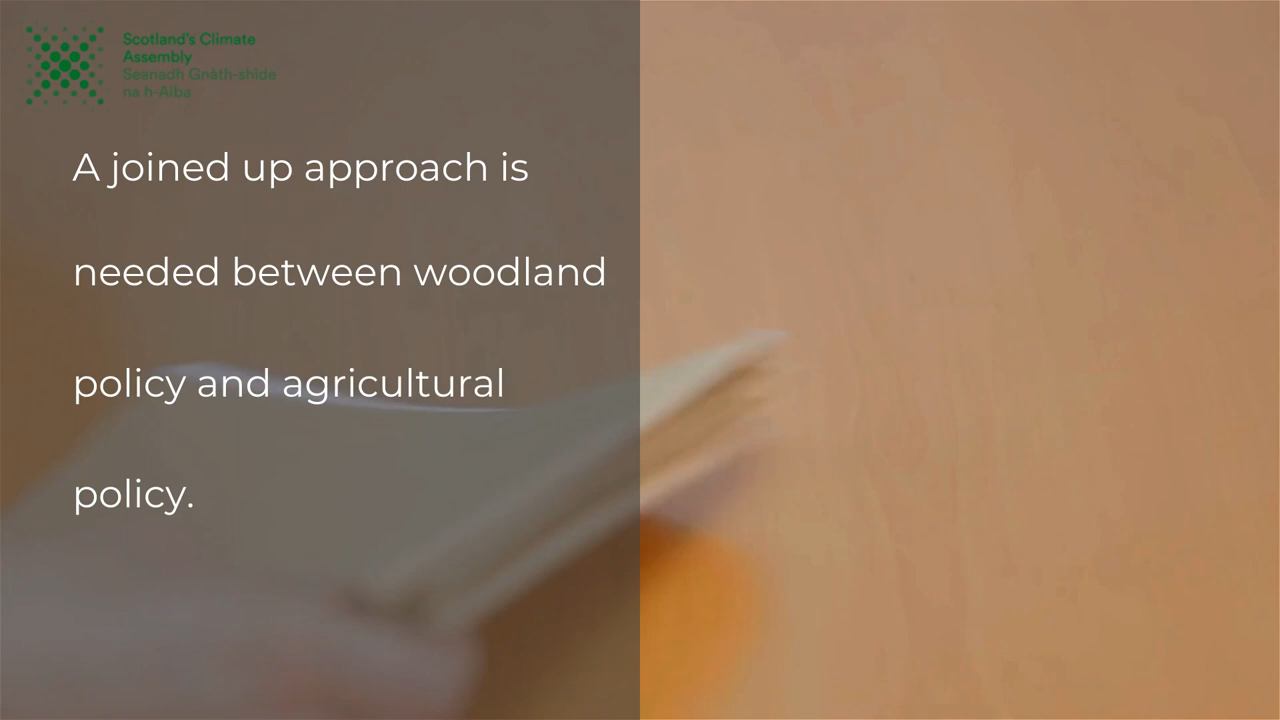 Scotland's Climate
Assembly
Seanadh Gnàth-shìde
na h-Alba
A joined up approach is
needed between woodland
policy and agricultural
policy.